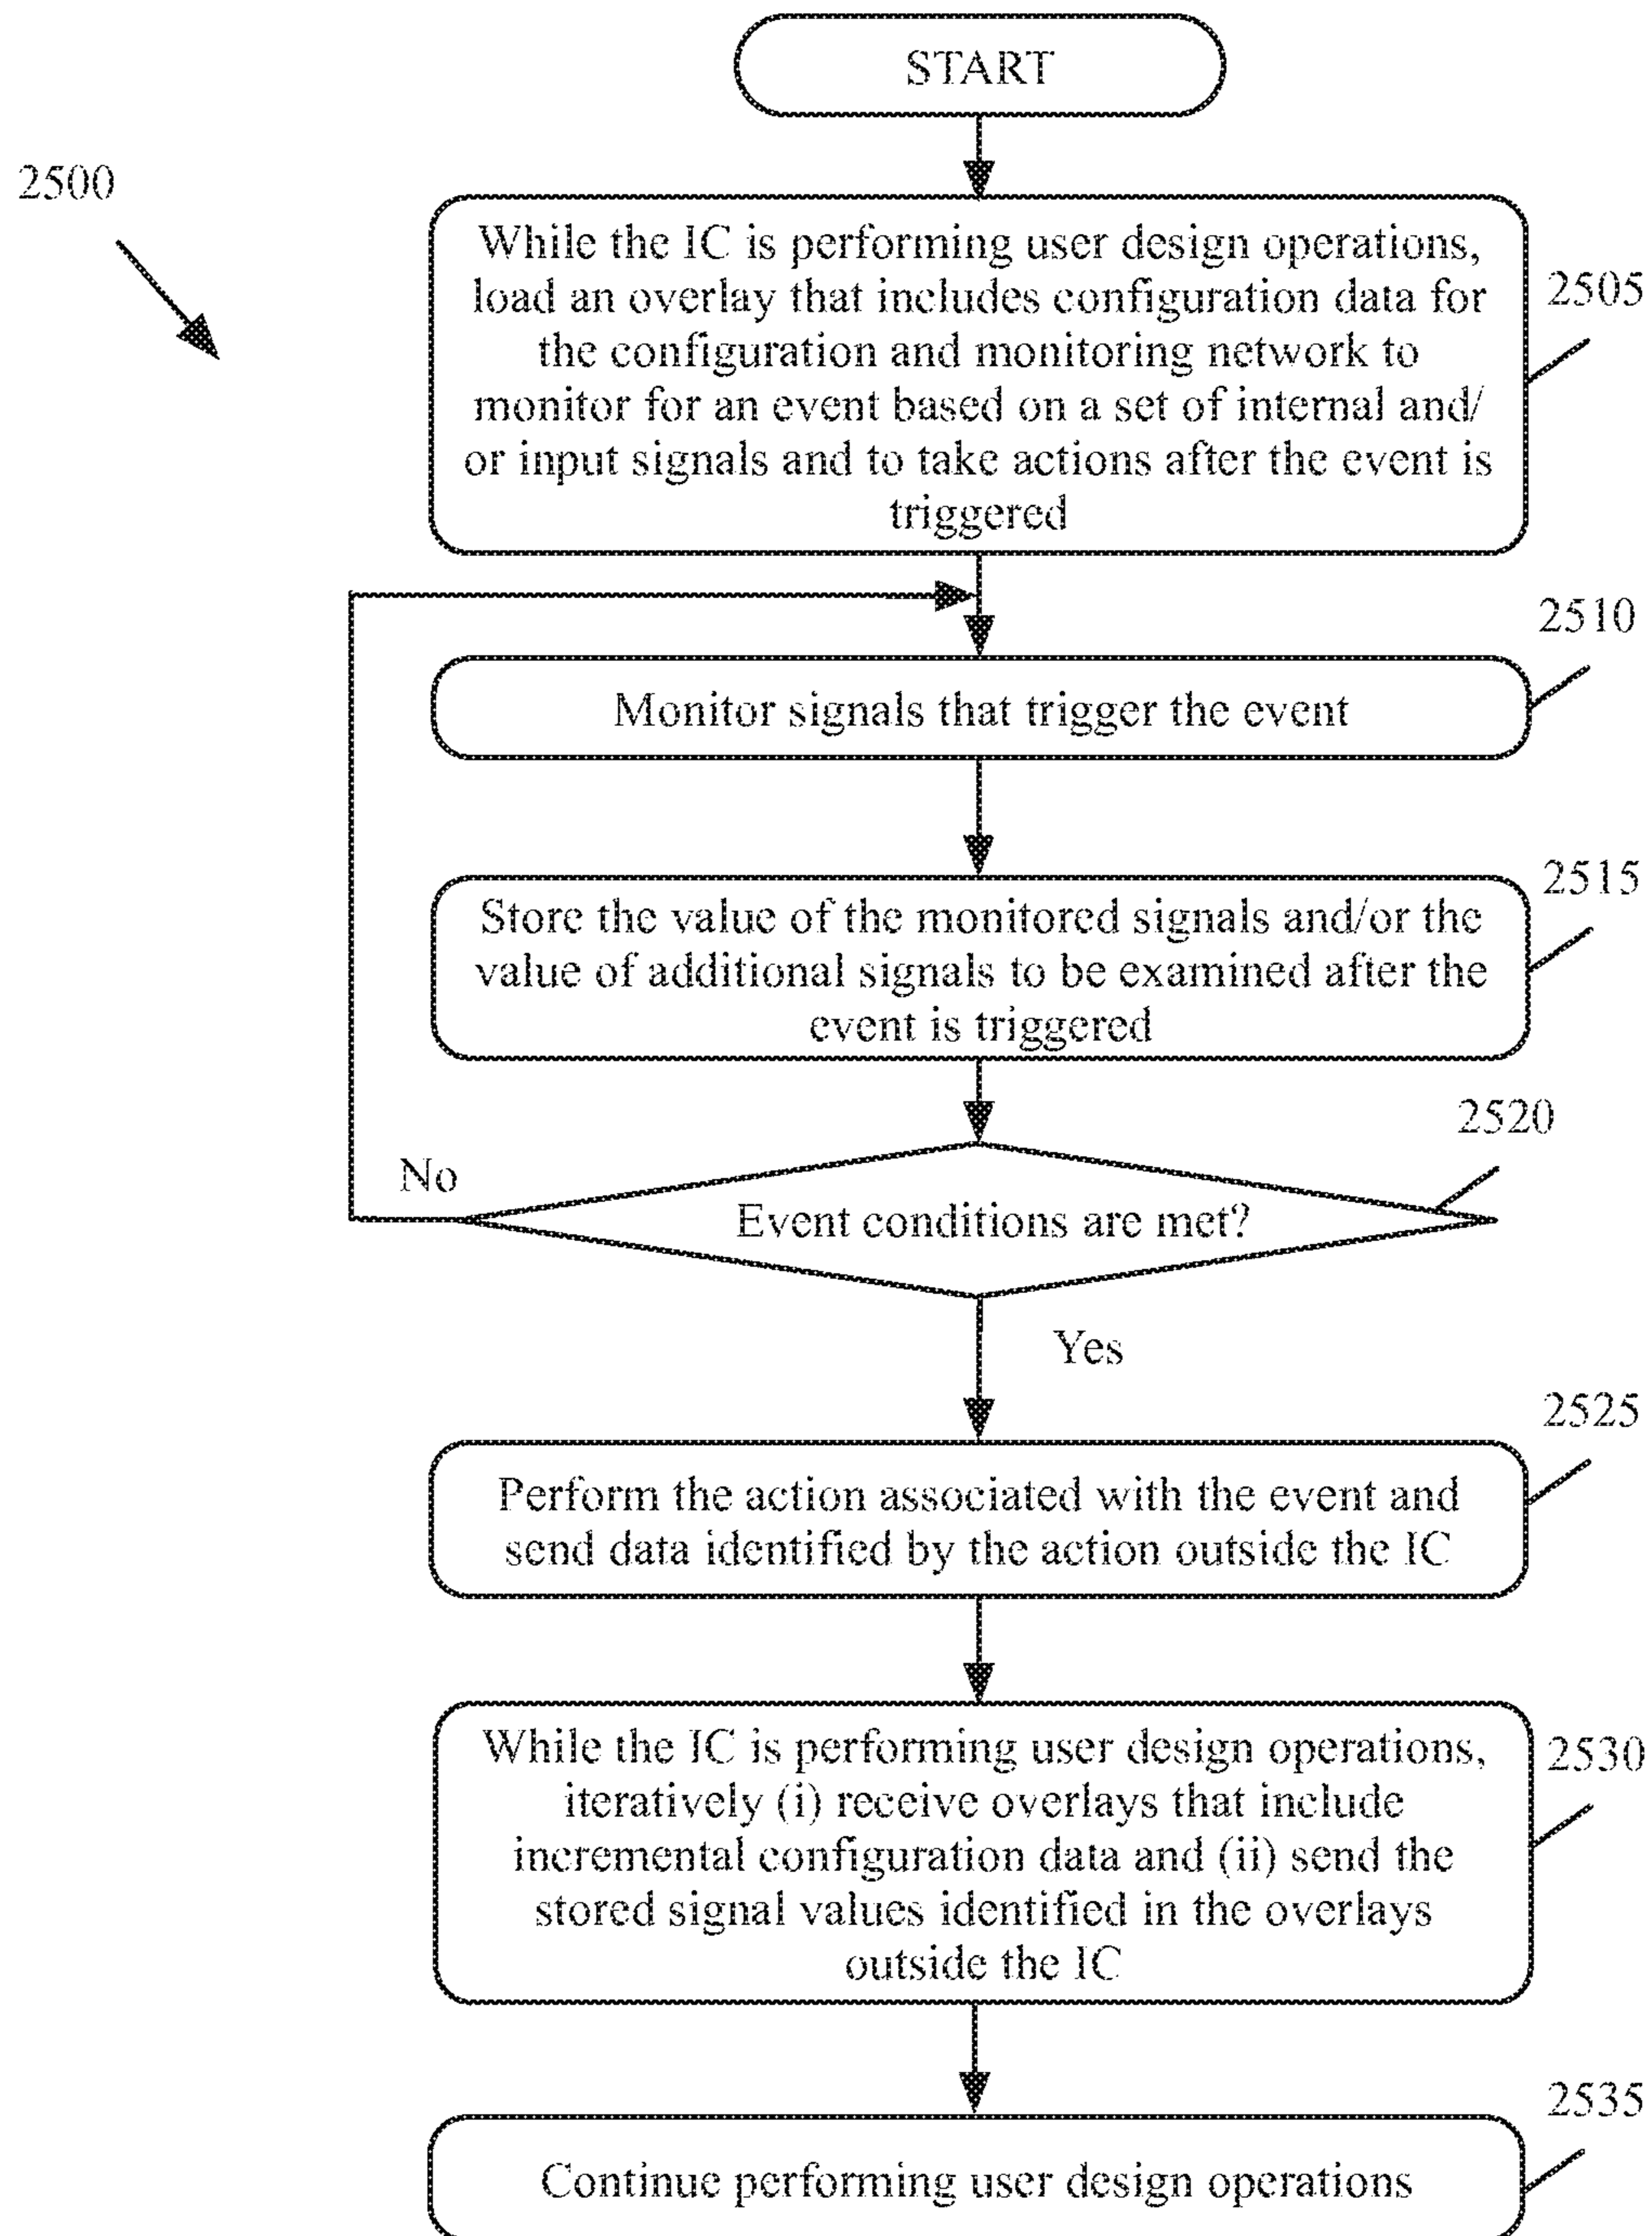 START
2500
While the IC is performing user design operations,
load an overlay that includes configuration data for
the configuration and monitoring network to
monitor for an event based on a set of internal and/
or input signals and to take actions after the event is
triggered
2505
2510
Monitor signals that trigger the event
2515
Store the value of the monitored signals and/or the
value of additional signals to be examined after the
event is triggered
2520
No
Event conditions are met?
Yes
2525
Perform the action associated with the event and
send data identified by the action outside the IC
While the IC is performing user design operations,
iteratively (i) receive overlays that include
incremental configuration data and (ii) send the
stored signal values identified in the overlays
outside the IC
2530
2535
Continue performing user design operations